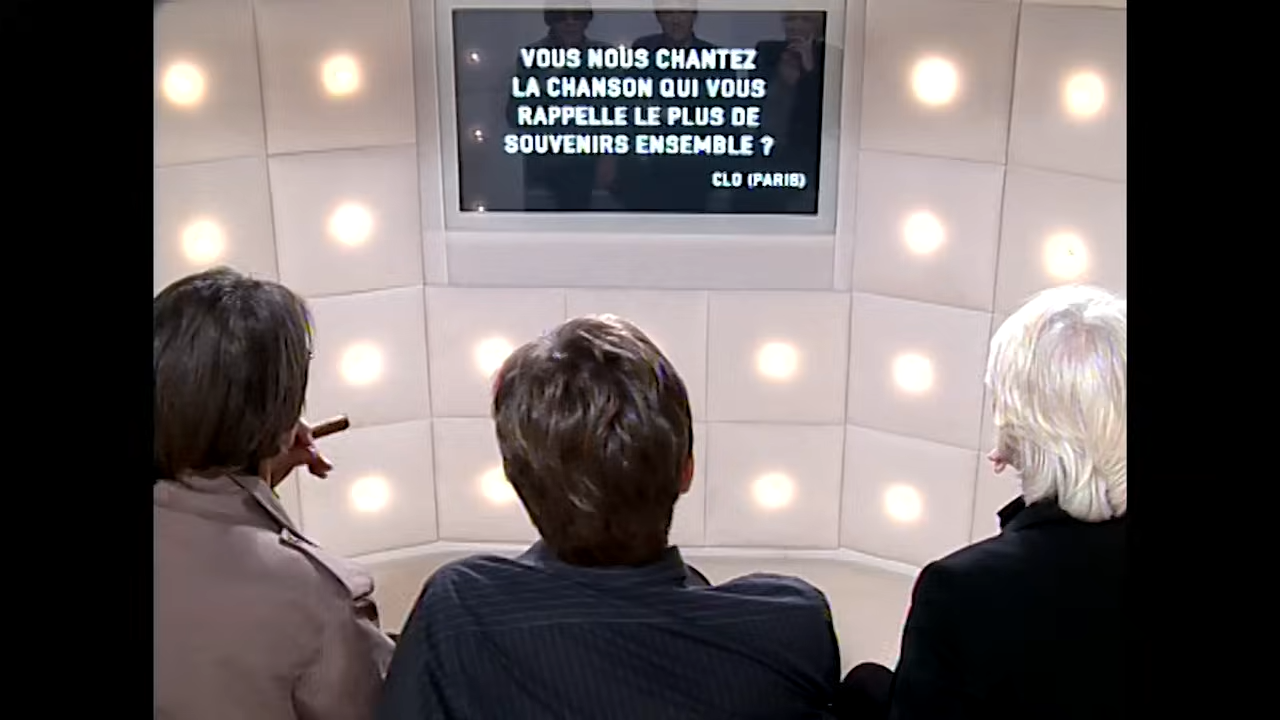 VOUS NOUS CHANTEZ
LA CHANSON QUI VOUS
RAPPELLE LE PLUS DE
SOUVENIRS ENSEMBLE ?
CLO (PARIS)